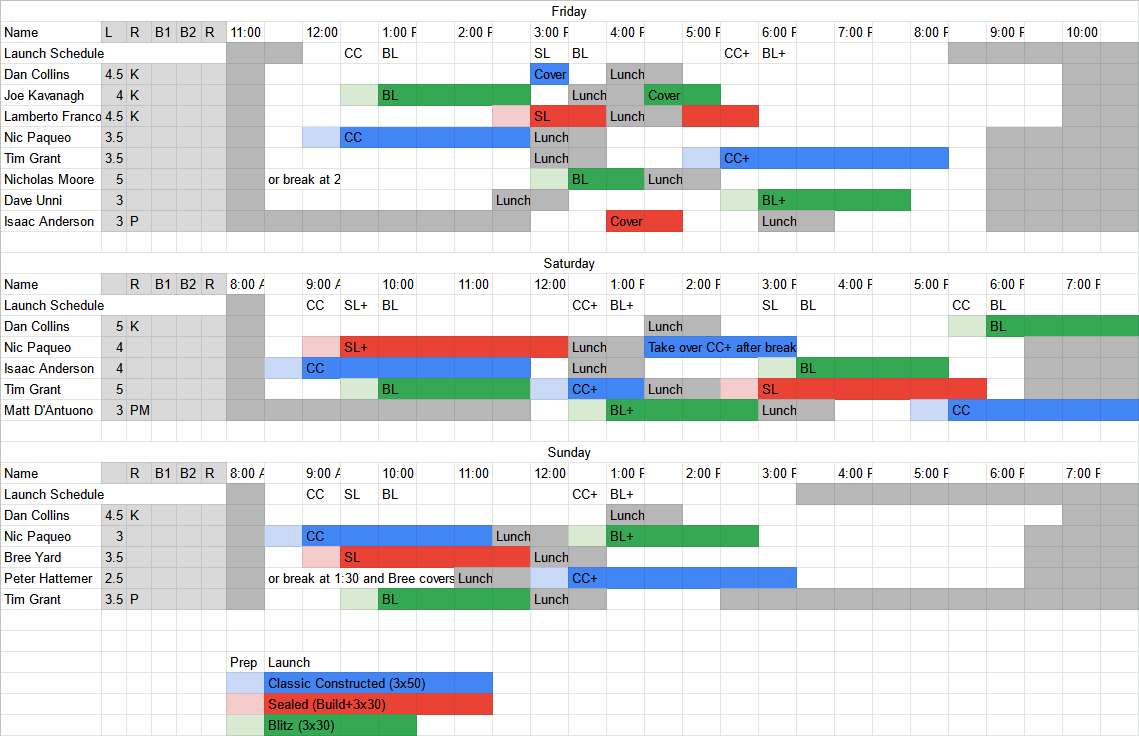 Friday
Name L R B1 B2 R 11:00 12:00 1:00 F 2:00 F 3:00 F 4:00 F 5:00 F 6:00 F 7:00 F 8:00 F 9:00 F 10:00
Launch Schedule CC BL SL BL CC+ BL+
Dan Collins 4.5 K Cover Lunch
Joe Kavanagh 4 K BL Lunch Cover
Lamberto Franco 4.5 K SL Lunch
Nic Paqueo 3.5 CC Lunch
Tim Grant 3.5 Lunch CC+
Nicholas Moore 5 or break at 2 BL Lunch
Dave Unni 3 Lunch BL+
Isaac Anderson 3 P Cover Lunch
Saturday
Name R B1 B2 R 8:00 A 9:00 A 10:00 11:00 12:00 1:00 F 2:00 F 3:00 F 4:00 F 5:00 F 6:00 F 7:00 F
Launch Schedule CC SL+ BL CC+ BL+ SL BL CC BL
Dan Collins 5 K Lunch BL
Nic Paqueo 4 SL+ Lunch Take over CC+ after break
Isaac Anderson 4 CC Lunch BL
Tim Grant 5 BL CC+ Lunch SL
Matt D'Antuono 3 PM BL+ Lunch CC
Sunday
Name R B1 B2 R 8:00 A 9:00 A 10:00 11:00 12:00 1:00 F 2:00 F 3:00 F 4:00 F 5:00 F 6:00 F 7:00 F
Launch Schedule CC SL BL CC+ BL+
Dan Collins 4.5 K Lunch
Nic Paqueo 3 CC Lunch BL+
Bree Yard 3.5 SL Lunch
Peter Hattemer 2.5 or break at 1:30 and Bree covers Lunch CC+
Tim Grant 3.5 P BL Lunch
Prep Launch
Classic Constructed (3x50)
Sealed (Build+3x30)
Blitz (3x30)